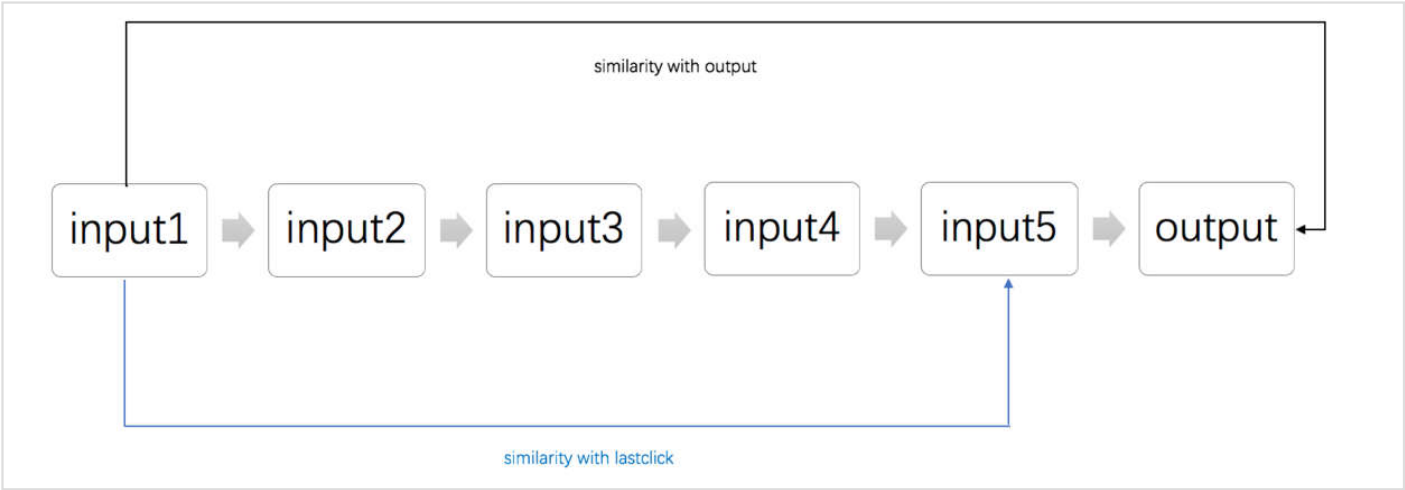 similarity with output
input1
input2
input3
input4
input5
output
similarity with lastclick